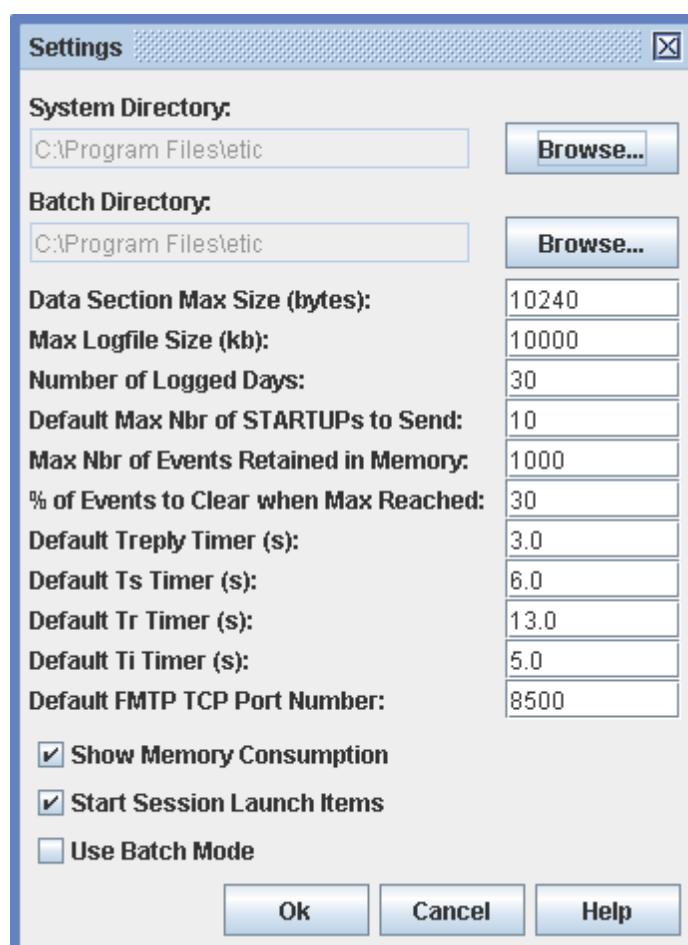 Settings
System Directory:
C:\Program Files\etic Browse...
Batch Directory:
C:\Program Files\etic Browse...
Data Section Max Size (bytes): 10240
Max Logfile Size (kb): 10000
Number of Logged Days: 30
Default Max Nbr of STARTUPs to Send: 10
Max Nbr of Events Retained in Memory: 1000
% of Events to Clear when Max Reached: 30
Default Treply Timer (s): 3.0
Default Ts Timer (s): 6.0
Default Tr Timer (s): 13.0
Default Ti Timer (s): 5.0
Default FMTP TCP Port Number: 8500
Show Memory Consumption
Start Session Launch Items
Use Batch Mode
Ok Cancel Help